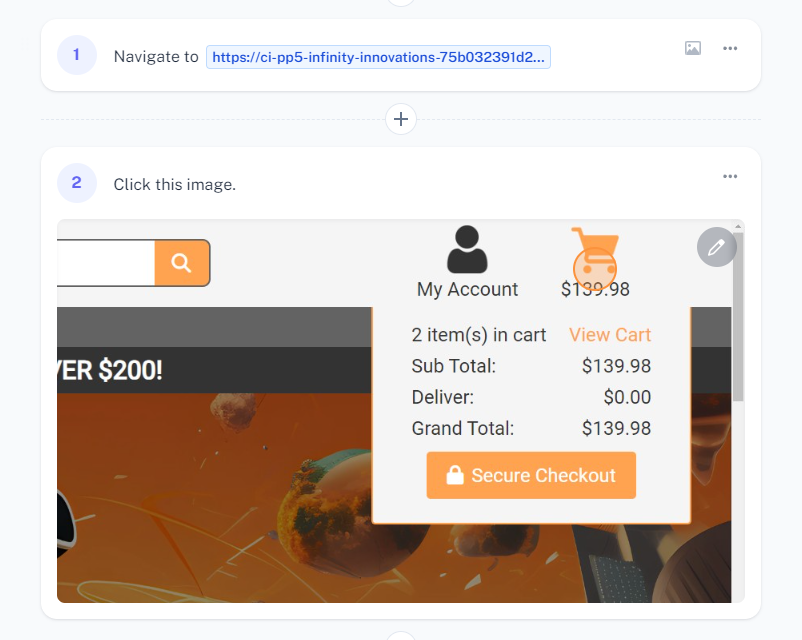 1
Navigate to https://ci-pp5-infinity-innovations-75b032391d2...
2
Click this image.
My Account
$139.98
2 item(s) in cart View Cart
Sub Total: $139.98
Deliver: $0.00
Grand Total: $139.98
Secure Checkout
VER $200!